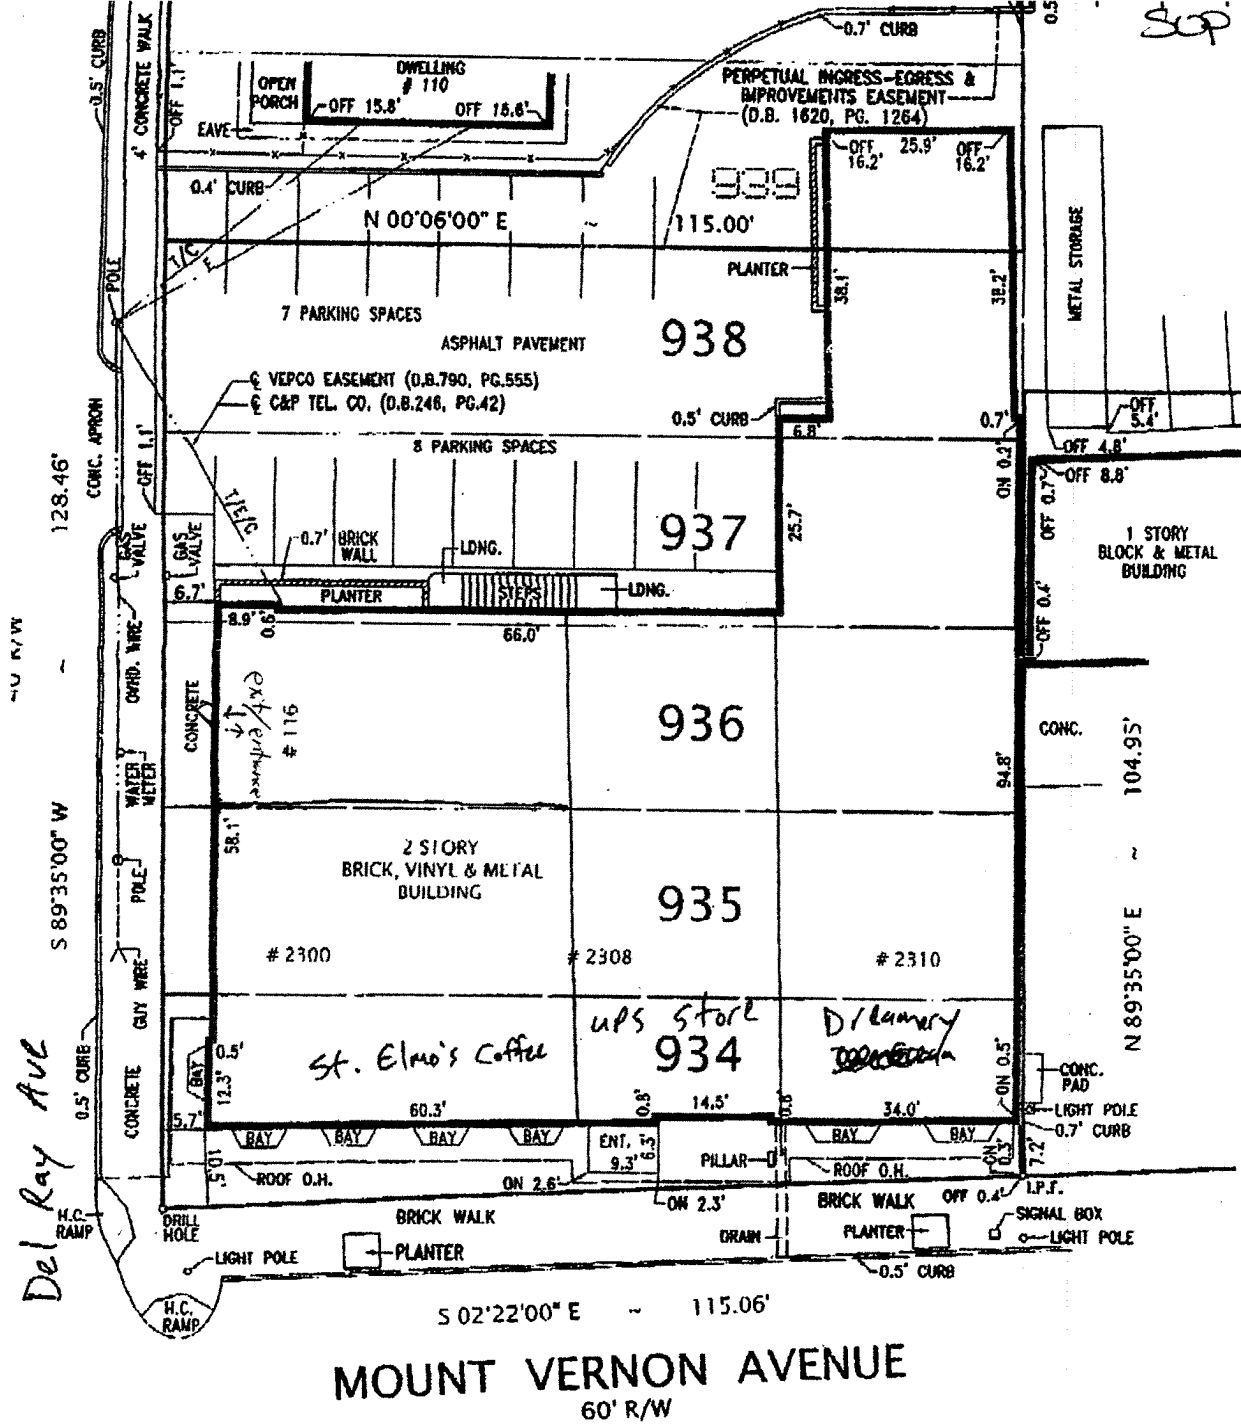 SUP
0.5'
0.7' CURB
0.5' CURB
4' CONCRETE WALK
OFF 1.1'
OPEN
PORCH
DWELLING
# 110
OFF 15.8'
EAVE
PERPETUAL INGRESS-EGRESS &
IMPROVEMENTS EASEMENT
(D.B. 1620, PG. 1264)
OFF
16.2'
25.9'
OFF
16.2'
0.4' CURB
939
N 00°06'00" E ~ 115.00'
T/C
E
POLE
PLANTER
38.1'
38.2'
METAL STORAGE
7 PARKING SPACES
ASPHALT PAVEMENT
938
℄ VEPCO EASEMENT (D.B.790, PG.555)
℄ C&P TEL. CO. (D.B.246, PG.42)
0.5' CURB
6.8'
0.7'
OFF
5.4'
OFF 4.8'
OFF 8.8'
8 PARKING SPACES
CONC. APRON
OFF 1.1'
128.46'
ON 0.2'
OFF 0.7'
T/E/C
937
25.7'
1 STORY
BLOCK & METAL
BUILDING
GAS
VALVE
GAS
VALVE
0.7' BRICK
WALL
LDNG.
6.7'
PLANTER
STEPS
LDNG.
OFF 0.4'
8.9'
0.6'
66.0'
OVHD. WIRE
CONCRETE
exit/entrance
# 116
936
CONC.
94.8'
104.95'
~
WATER
METER
58.1'
2 STORY
BRICK, VINYL & METAL
BUILDING
S 89°35'00" W
~
POLE
935
N 89°35'00" E
# 2300
# 2308
# 2310
GUY WIRE
ups store
Dreamery
St. Elmo's Coffee
934
Del Ray Ave
0.5' CURB
CONCRETE
BAY
0.5'
12.3'
5.7'
60.3'
0.8'
14.5'
0.8'
34.0'
ON 0.5'
CONC.
PAD
LIGHT POLE
0.7' CURB
BAY
BAY
BAY
BAY
ENT.
9.3'
6.3'
PILLAR
BAY
BAY
ON
0.3'
7.2'
10.5'
ROOF O.H.
ON 2.6'
ON 2.3'
ROOF O.H.
OFF 0.4'
I.P.F.
H.C.
RAMP
DRILL
HOLE
BRICK WALK
BRICK WALK
SIGNAL BOX
LIGHT POLE
LIGHT POLE
PLANTER
DRAIN
PLANTER
0.5' CURB
H.C.
RAMP
S 02°22'00" E ~ 115.06'
MOUNT VERNON AVENUE
60' R/W